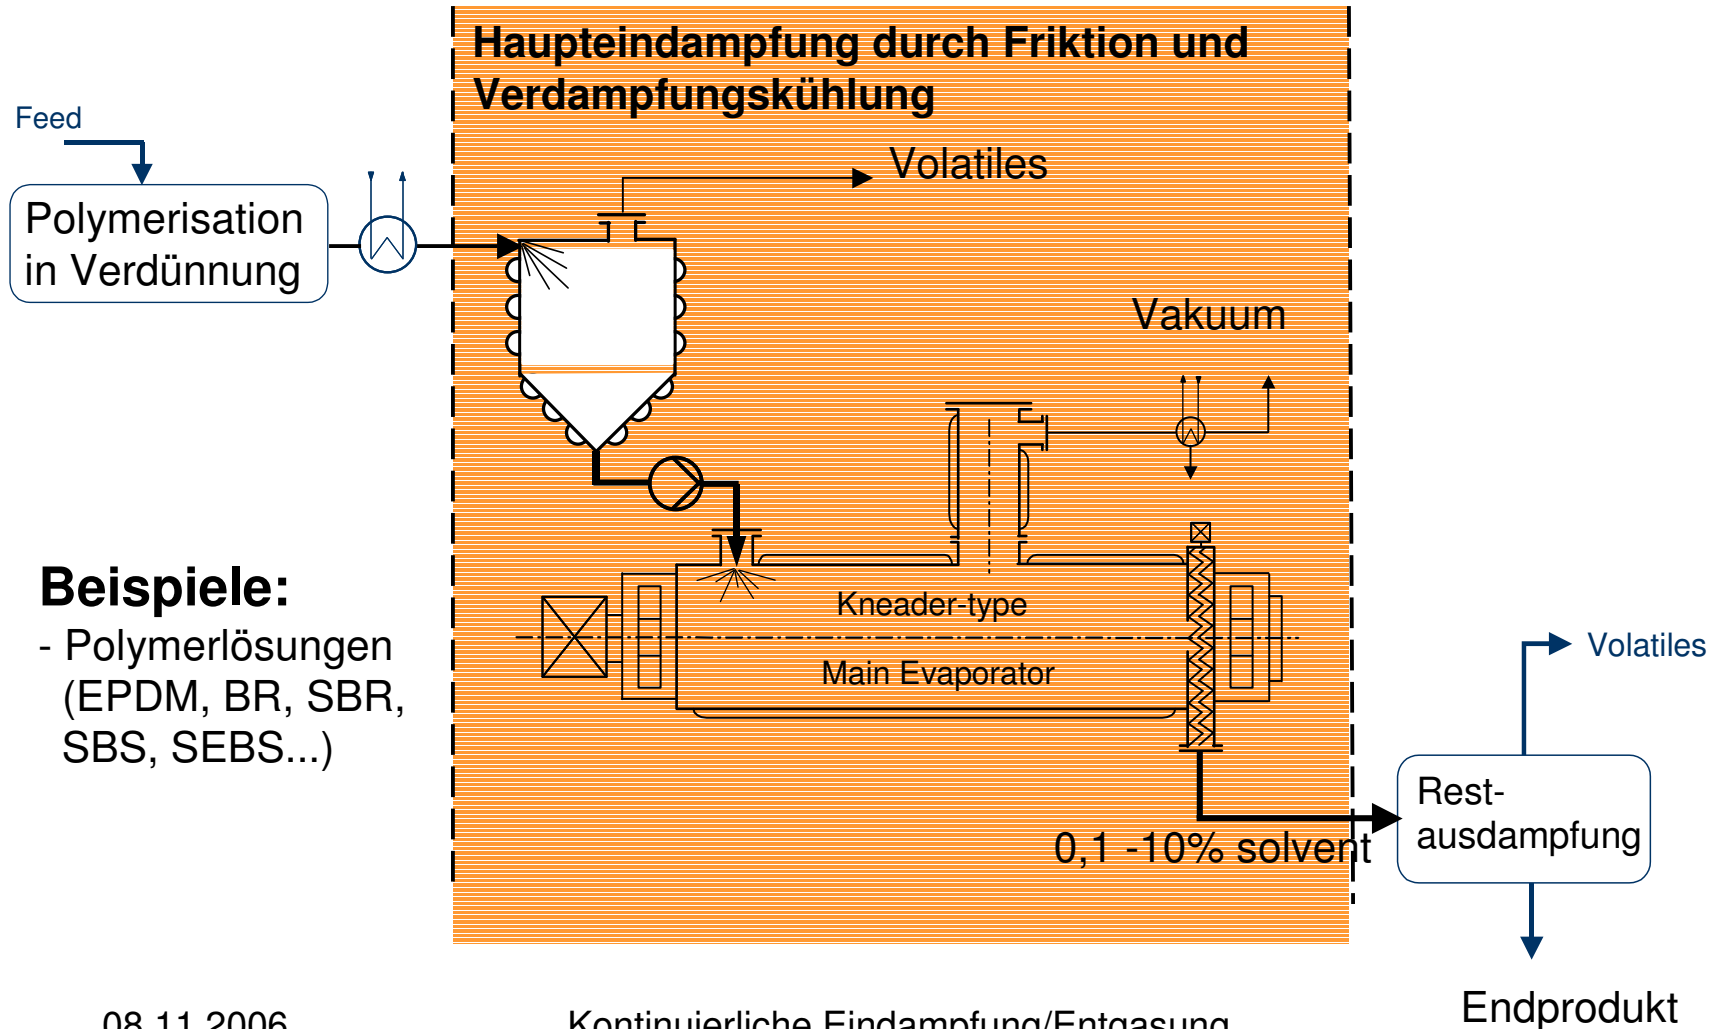 Haupteindampfung durch Friktion und
Verdampfungskühlung
Feed
Volatiles
Polymerisation
in Verdünnung
Vakuum
Beispiele:
- Polymerlösungen
(EPDM, BR, SBR,
SBS, SEBS...)
Kneader-type
Main Evaporator
Volatiles
Rest-
ausdampfung
0,1 -10% solvent
Endprodukt
08.11.2006
Kontinuierliche Eindampfung/Entgasung